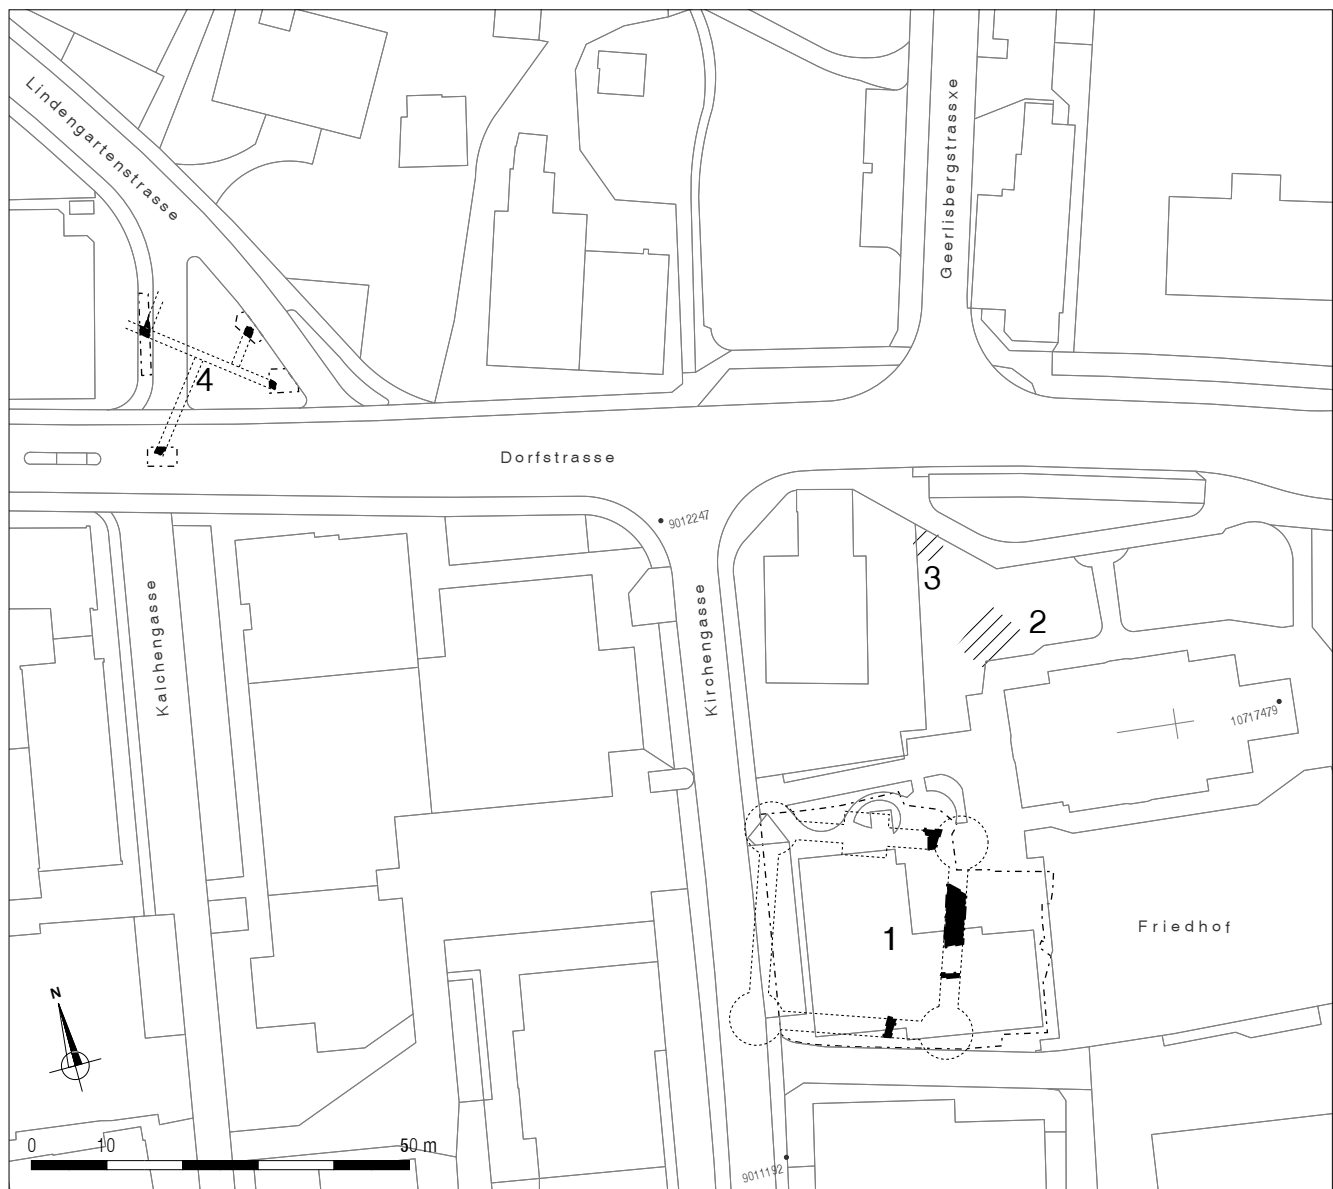 Lindengartenstrasse
Geerlisbergstrassxe
4
Dorfstrasse
9012247
3
2
Kalchengasse
Kirchengasse
10717479
1
Friedhof
N
0 10 50 m
9011192